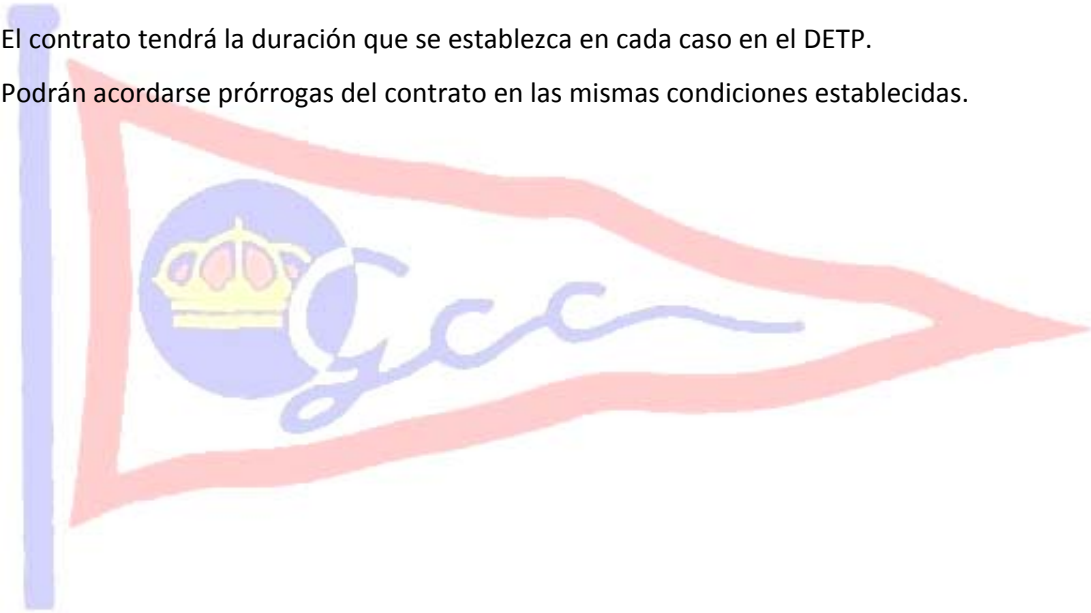 El contrato tendrá la duración que se establezca en cada caso en el DETP.
Podrán acordarse prórrogas del contrato en las mismas condiciones establecidas.
Gcc